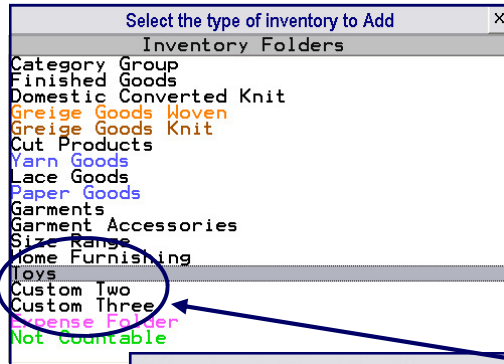 Select the type of inventory to Add
X
Inventory Folders
Category Group
Finished Goods
Domestic Converted Knit
Greige Goods Woven
Greige Goods Knit
Cut Products
Yarn Goods
Lace Goods
Paper Goods
Garments
Garment Accessories
Size Range
Home Furnishing
Toys
Custom Two
Custom Three
Expense Folder
Not Countable